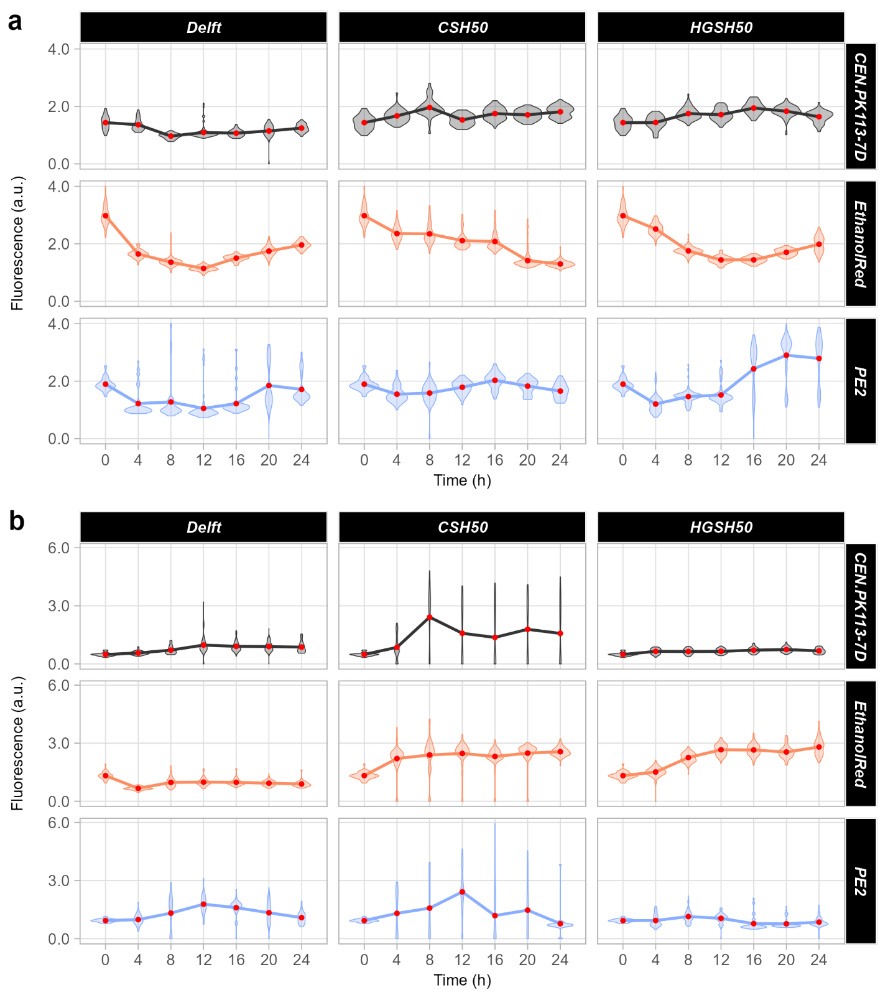 a
Delft CSH50 HGSH50
4.0
2.0
0.0
CEN.PK113-7D
4.0
2.0
0.0
EthanolRed
4.0
2.0
0.0
PE2
Fluorescence (a.u.)
0 4 8 12 16 20 24 0 4 8 12 16 20 24 0 4 8 12 16 20 24
Time (h)
b
Delft CSH50 HGSH50
6.0
3.0
0.0
CEN.PK113-7D
6.0
3.0
0.0
EthanolRed
6.0
3.0
0.0
PE2
Fluorescence (a.u.)
0 4 8 12 16 20 24 0 4 8 12 16 20 24 0 4 8 12 16 20 24
Time (h)